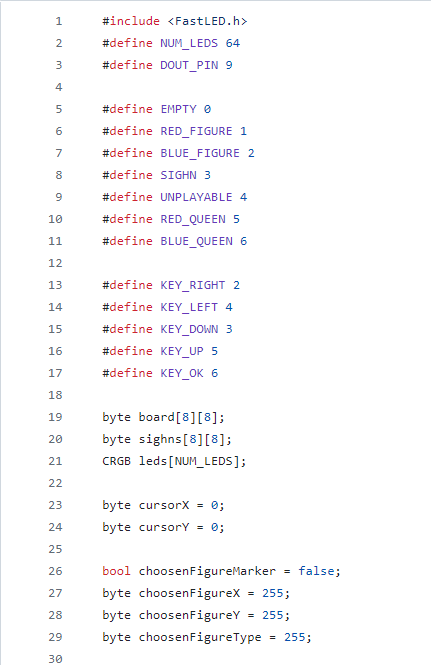 1 #include <FastLED.h>
2 #define NUM_LEDS 64
3 #define DOUT_PIN 9
4
5 #define EMPTY 0
6 #define RED_FIGURE 1
7 #define BLUE_FIGURE 2
8 #define SIGHN 3
9 #define UNPLAYABLE 4
10 #define RED_QUEEN 5
11 #define BLUE_QUEEN 6
12
13 #define KEY_RIGHT 2
14 #define KEY_LEFT 4
15 #define KEY_DOWN 3
16 #define KEY_UP 5
17 #define KEY_OK 6
18
19 byte board[8][8];
20 byte sighns[8][8];
21 CRGB leds[NUM_LEDS];
22
23 byte cursorX = 0;
24 byte cursorY = 0;
25
26 bool choosenFigureMarker = false;
27 byte choosenFigureX = 255;
28 byte choosenFigureY = 255;
29 byte choosenFigureType = 255;
30